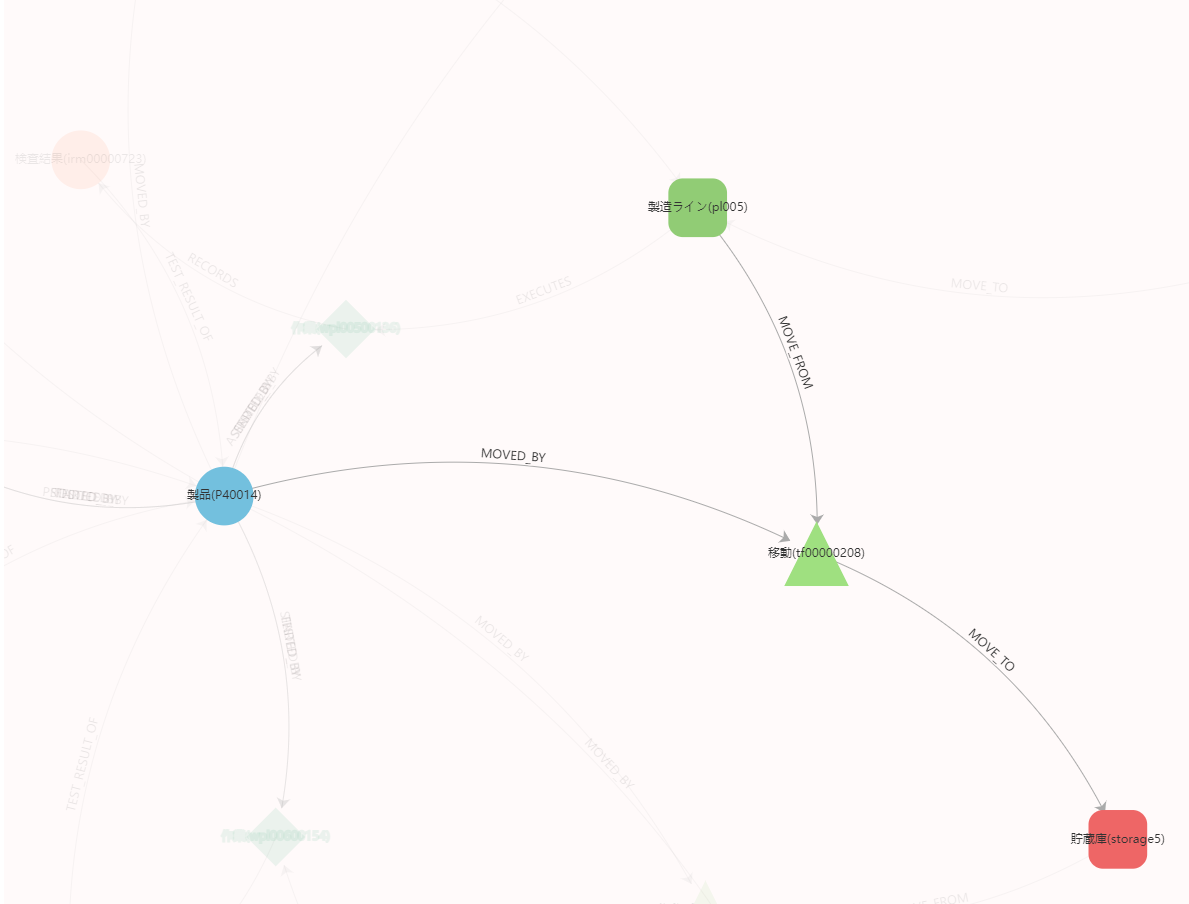 検査結果(irm00000723)
MOVED_BY
製造ライン(pl005)
TEST_RESULT_OF
RECORDS
EXECUTES
MOVE_TO
MOVE_FROM
MOVED_BY
製品(P40014)
移動(tf00000208)
MOVED_BY
MOVE_TO
TEST_RESULT_OF
MOVED_BY
貯蔵庫(storage5)